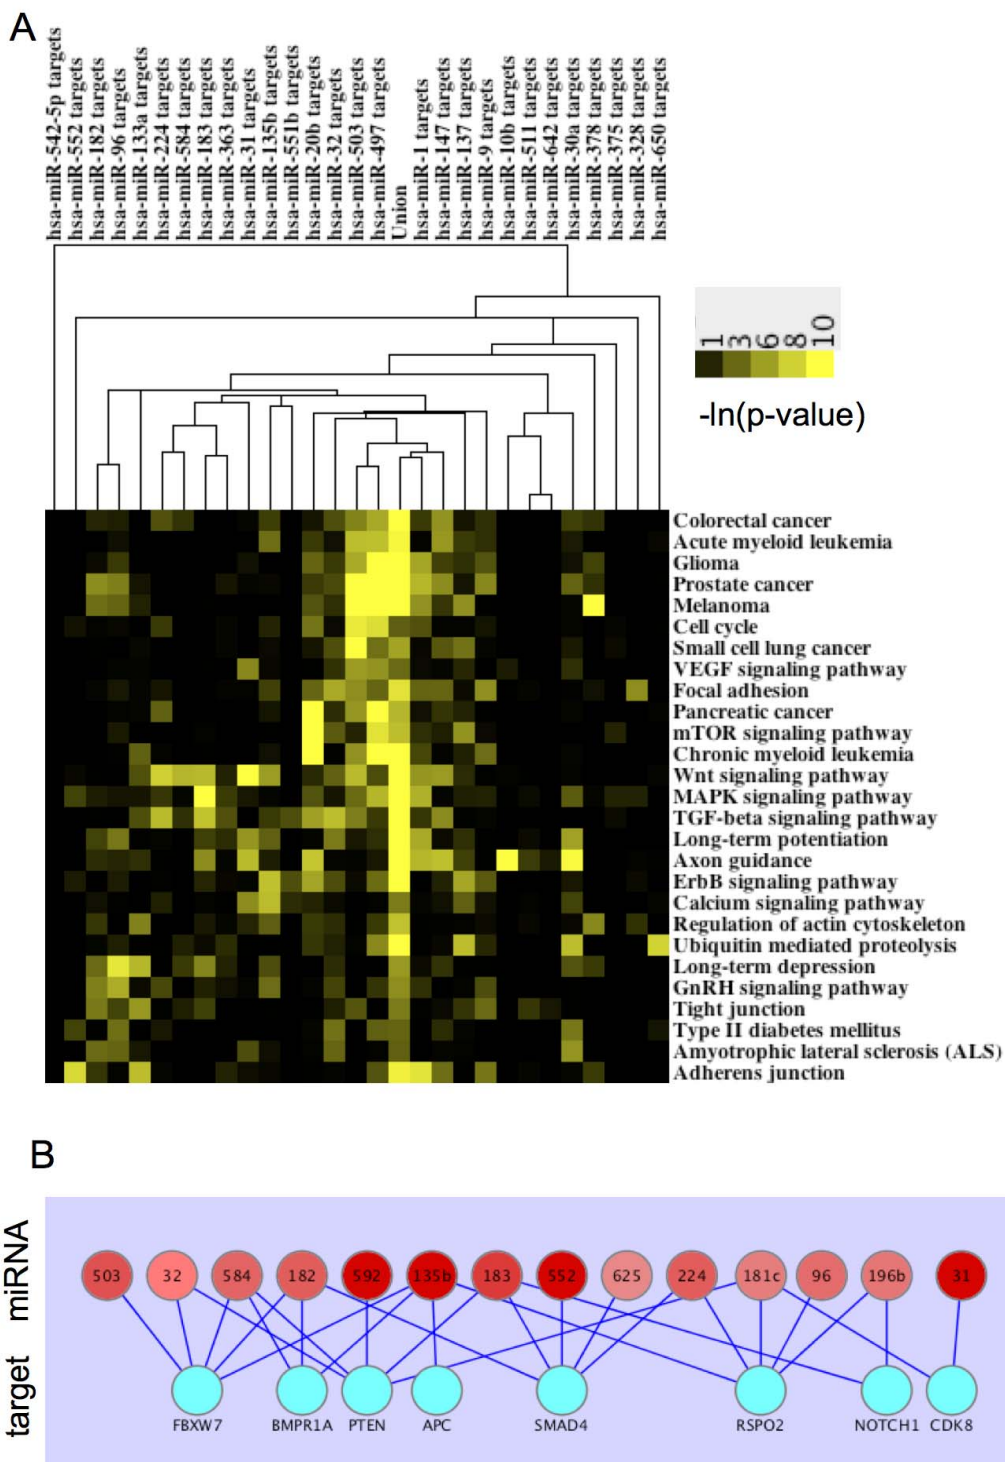 A
hsa-miR-542-5p targets
hsa-miR-552 targets
hsa-miR-182 targets
hsa-miR-96 targets
hsa-miR-133a targets
hsa-miR-224 targets
hsa-miR-584 targets
hsa-miR-183 targets
hsa-miR-363 targets
hsa-miR-31 targets
hsa-miR-135b targets
hsa-miR-551b targets
hsa-miR-20b targets
hsa-miR-32 targets
hsa-miR-503 targets
hsa-miR-497 targets
Union
hsa-miR-1 targets
hsa-miR-147 targets
hsa-miR-137 targets
hsa-miR-9 targets
hsa-miR-10b targets
hsa-miR-511 targets
hsa-miR-642 targets
hsa-miR-30a targets
hsa-miR-378 targets
hsa-miR-375 targets
hsa-miR-328 targets
hsa-miR-650 targets
1 3 6 8 10
-ln(p-value)
Colorectal cancer
Acute myeloid leukemia
Glioma
Prostate cancer
Melanoma
Cell cycle
Small cell lung cancer
VEGF signaling pathway
Focal adhesion
Pancreatic cancer
mTOR signaling pathway
Chronic myeloid leukemia
Wnt signaling pathway
MAPK signaling pathway
TGF-beta signaling pathway
Long-term potentiation
Axon guidance
ErbB signaling pathway
Calcium signaling pathway
Regulation of actin cytoskeleton
Ubiquitin mediated proteolysis
Long-term depression
GnRH signaling pathway
Tight junction
Type II diabetes mellitus
Amyotrophic lateral sclerosis (ALS)
Adherens junction
B
miRNA
503 32 584 182 592 135b 183 552 625 224 181c 96 196b 31
target
FBXW7 BMPR1A PTEN APC SMAD4 RSPO2 NOTCH1 CDK8